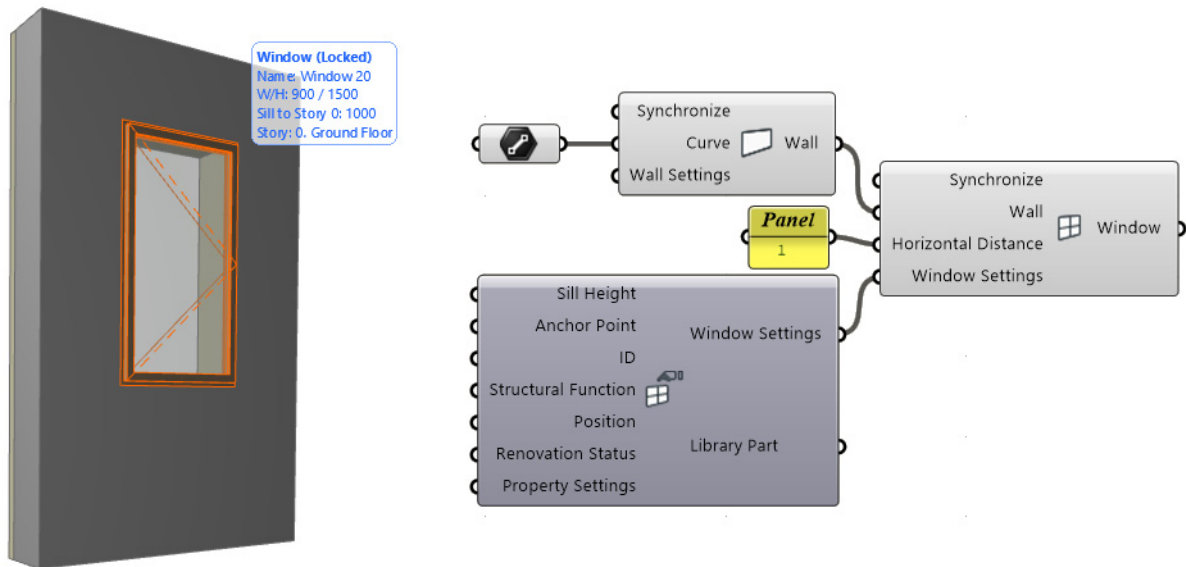 Window (Locked)
Name: Window 20
W/H: 900 / 1500
Sill to Story 0: 1000
Story: 0. Ground Floor
Synchronize
Curve
Wall
Wall Settings
Panel
1
Synchronize
Wall
Horizontal Distance
Window
Window Settings
Sill Height
Anchor Point
Window Settings
ID
Structural Function
Position
Library Part
Renovation Status
Property Settings